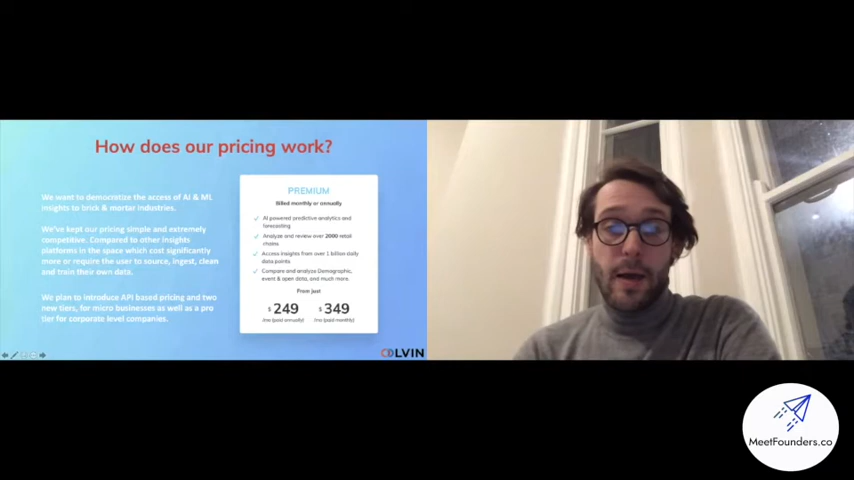 How does our pricing work?
We want to democratize the access of AI & ML
insights to brick & mortar industries.
We've kept our pricing simple and extremely
competitive. Compared to other insights
platforms in the space which cost significantly
more or require the user to source, ingest, clean
and train their own data.
We plan to introduce API based pricing and two
new tiers, for micro businesses as well as a pro
tier for corporate level companies.
PREMIUM
Billed monthly or annually
AI powered predictive analytics and
forecasting
Analyze and review over 2000 retail
chains
Access insights from over 1 billion daily
data points
Compare and analyze Demographic,
event & open data, and much more.
From just
$ 249 $ 349
/mo (paid annually) /mo (paid monthly)
COLVIN
MeetFounders.co